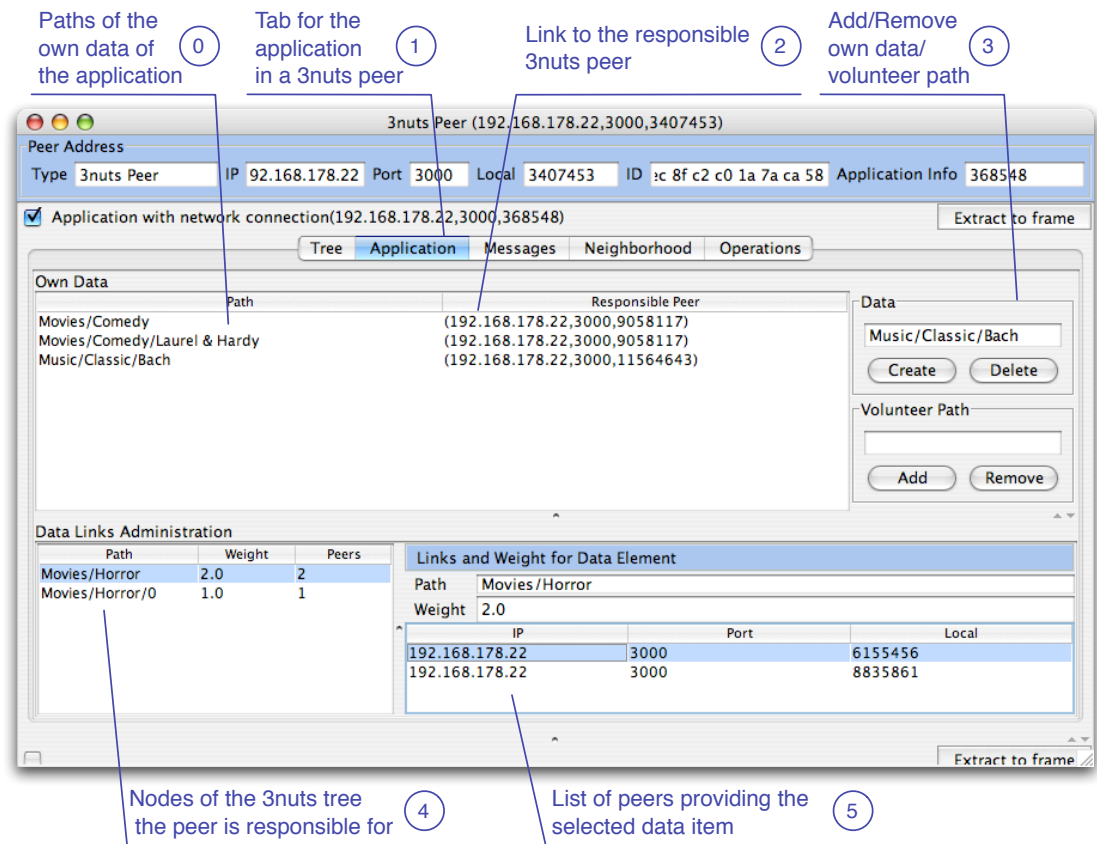 Paths of the
own data of
the application
0
Tab for the
application
in a 3nuts peer
1
Link to the responsible
3nuts peer
2
Add/Remove
own data/
volunteer path
3
3nuts Peer (192.168.178.22,3000,3407453)
Peer Address
Type 3nuts Peer IP 92.168.178.22 Port 3000 Local 3407453 ID ec 8f c2 c0 1a 7a ca 58 Application Info 368548
Application with network connection(192.168.178.22,3000,368548) Extract to frame
Tree Application Messages Neighborhood Operations
Own Data
Path Responsible Peer
Movies/Comedy (192.168.178.22,3000,9058117)
Movies/Comedy/Laurel & Hardy (192.168.178.22,3000,9058117)
Music/Classic/Bach (192.168.178.22,3000,11564643)
Data
Music/Classic/Bach
Create Delete
Volunteer Path
Add Remove
Data Links Administration
Path Weight Peers
Movies/Horror 2.0 2
Movies/Horror/0 1.0 1
Links and Weight for Data Element
Path Movies/Horror
Weight 2.0
IP Port Local
192.168.178.22 3000 6155456
192.168.178.22 3000 8835861
Extract to frame
Nodes of the 3nuts tree
the peer is responsible for
4
List of peers providing the
selected data item
5